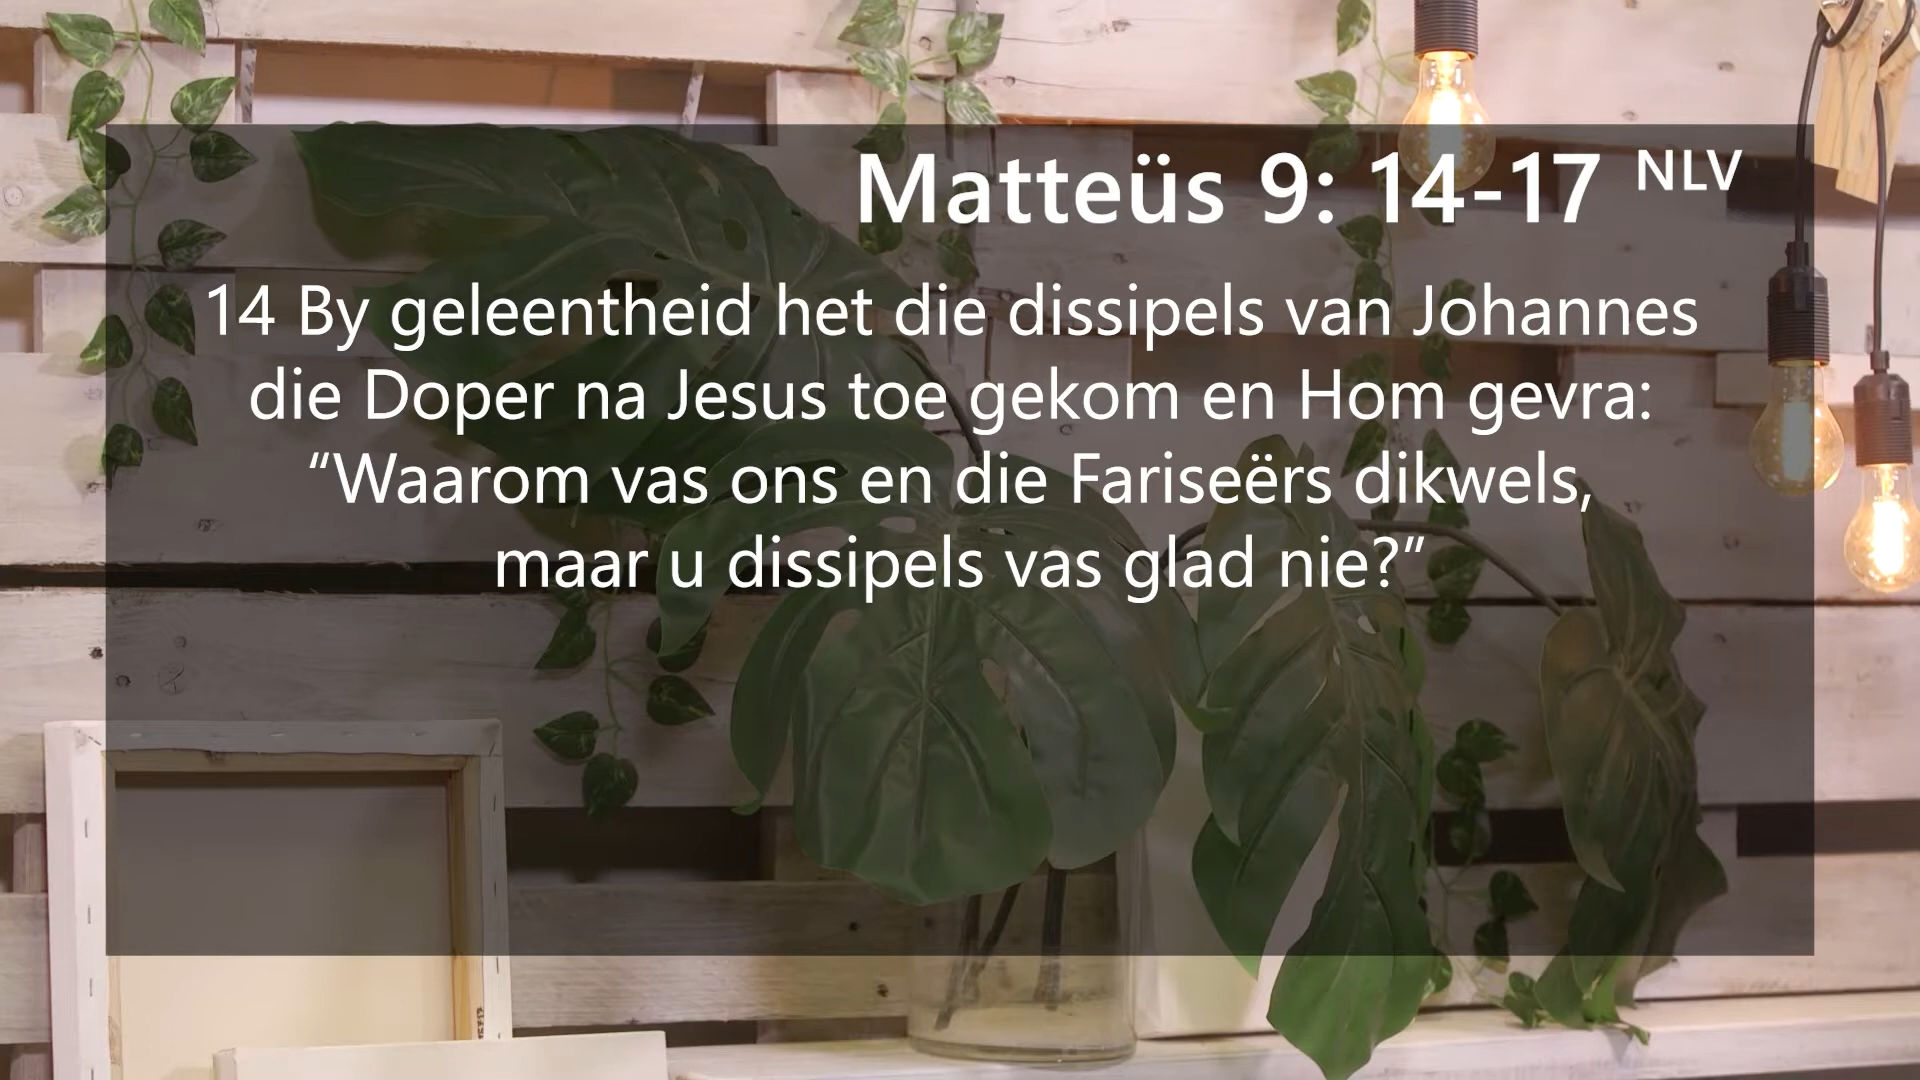 Matteüs 9: 14-17 NLV
14 By geleentheid het die dissipels van Johannes
die Doper na Jesus toe gekom en Hom gevra:
“Waarom vas ons en die Fariseërs dikwels,
maar u dissipels vas glad nie?”